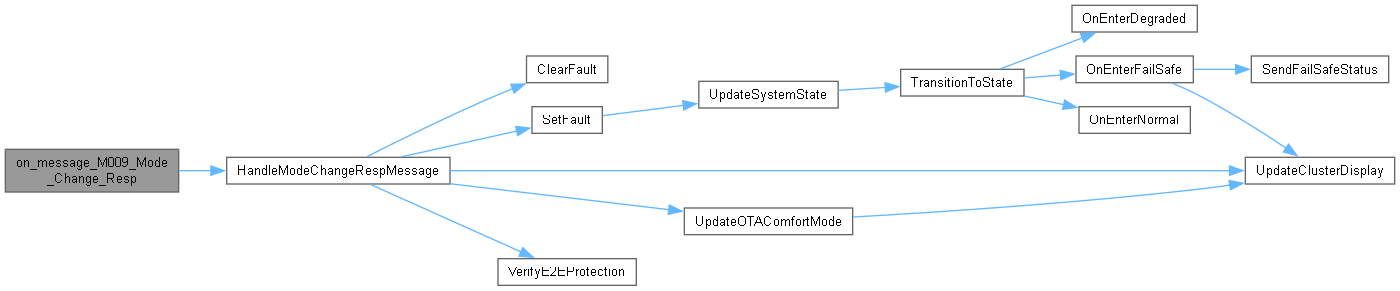 OnEnterDegraded
ClearFault
OnEnterFailSafe
SendFailSafeStatus
TransitionToState
UpdateSystemState
SetFault
OnEnterNormal
on_message_M009_Mode
_Change_Resp
HandleModeChangeRespMessage
UpdateClusterDisplay
UpdateOTAComfortMode
VerifyE2EProtection